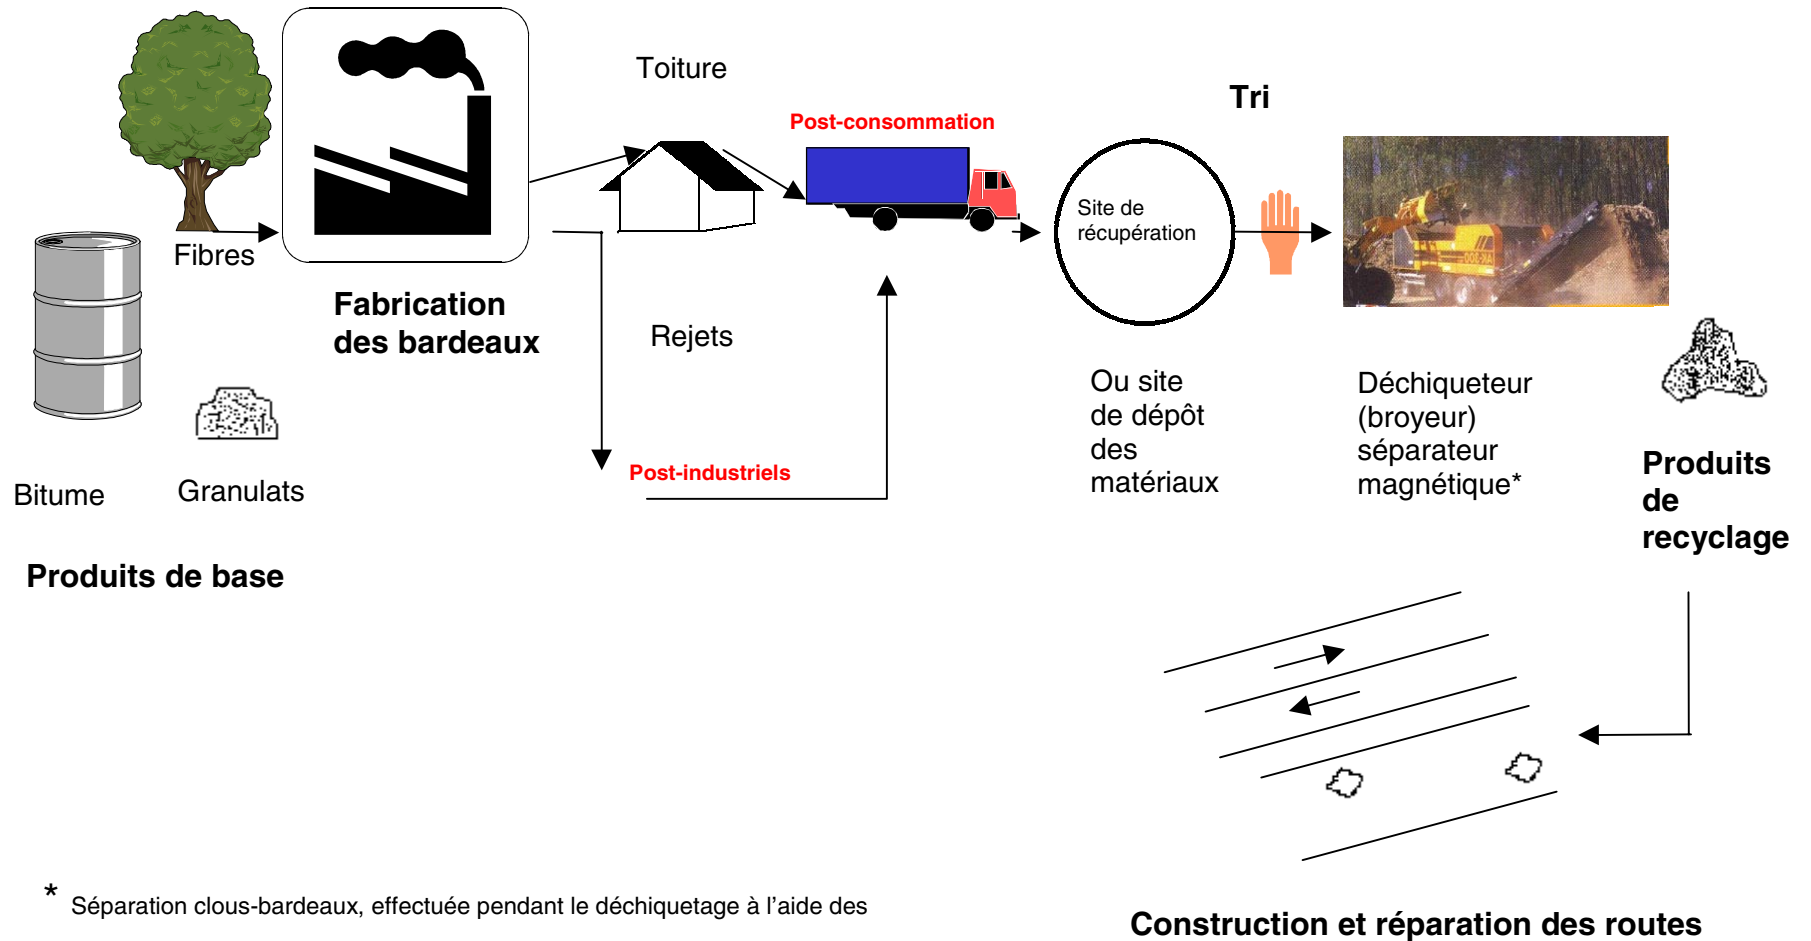 Toiture
Tri
Post-consommation
Site de
récupération
Fibres
Fabrication
des bardeaux
Rejets
Ou site
de dépôt
des
matériaux
Déchiqueteur
(broyeur)
séparateur
magnétique*
Post-industriels
Bitume
Granulats
Produits
de
recyclage
Produits de base
* Séparation clous-bardeaux, effectuée pendant le déchiquetage à l'aide des
Construction et réparation des routes